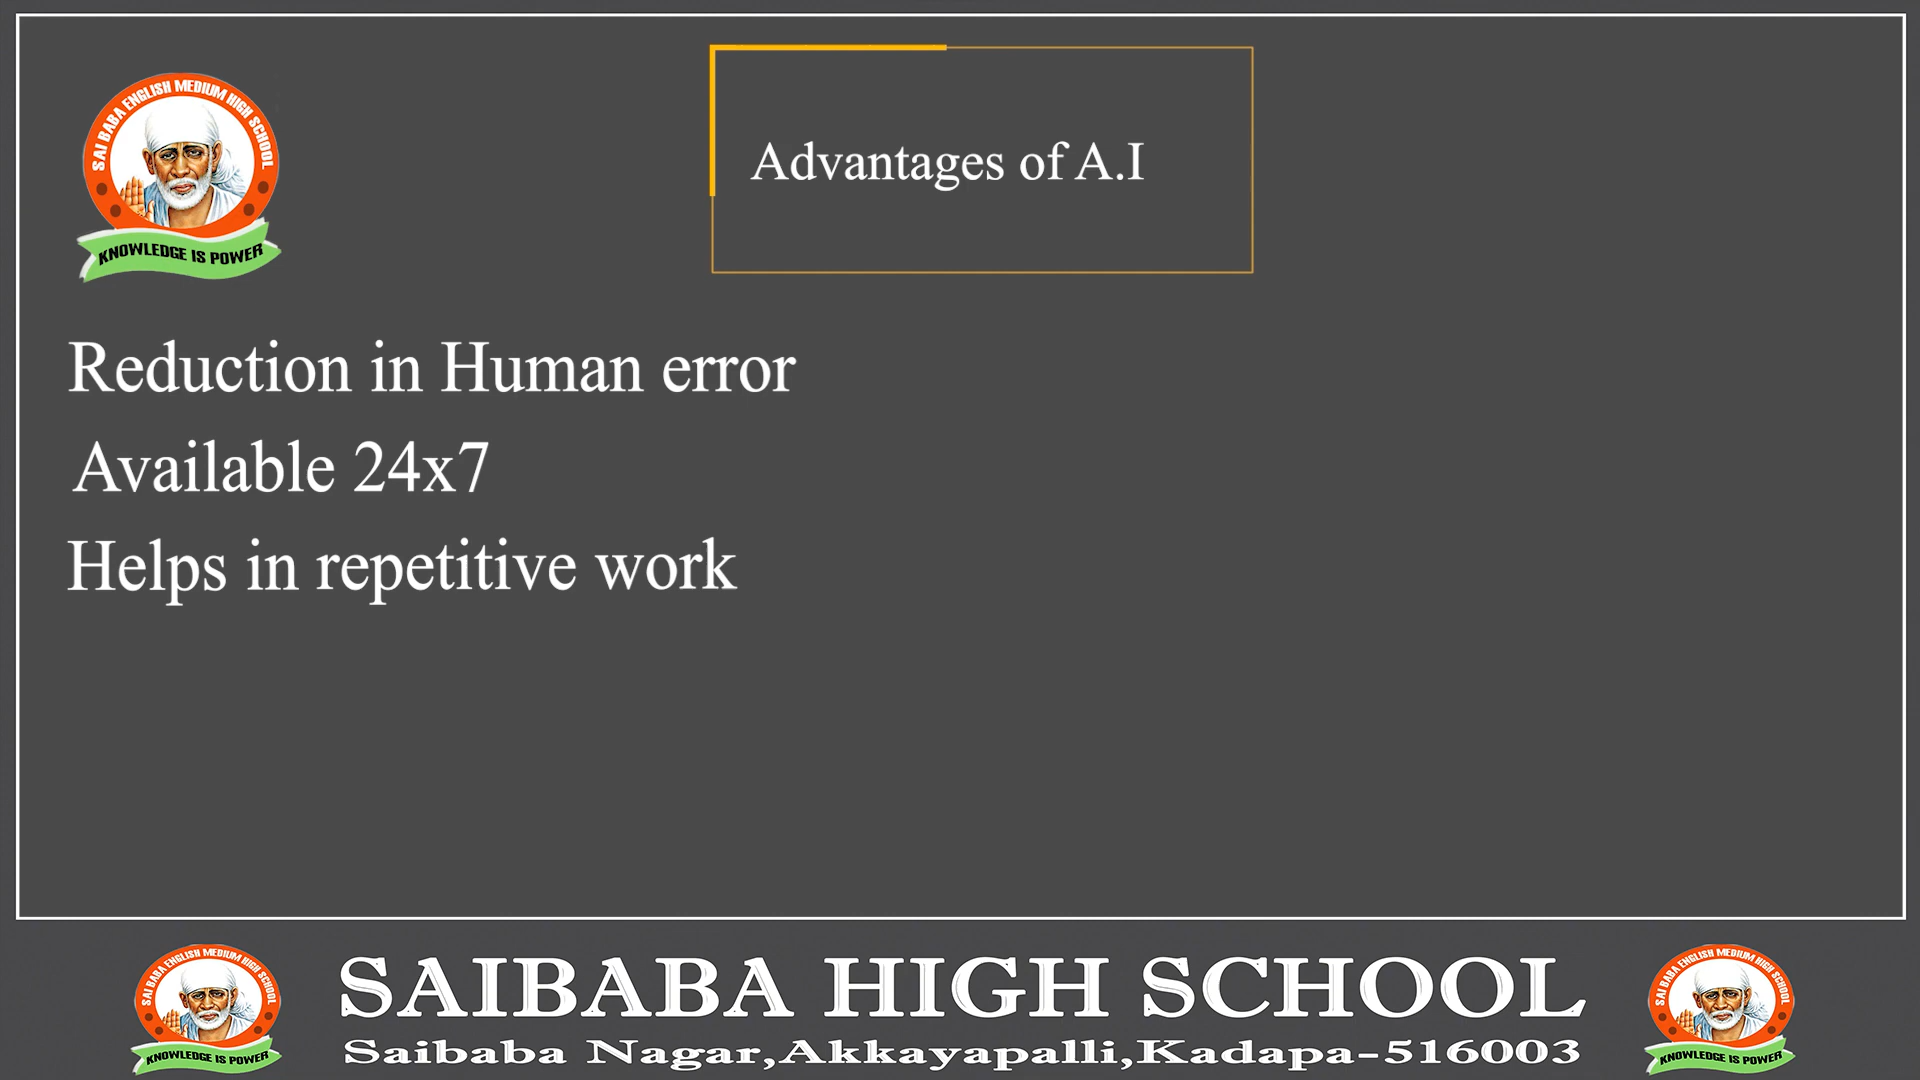 SAI BABA ENGLISH MEDIUM HIGH SCHOOL
KNOWLEDGE IS POWER
Advantages of A.I
Reduction in Human error
Available 24x7
Helps in repetitive work
SAI BABA ENGLISH MEDIUM HIGH SCHOOL
KNOWLEDGE IS POWER
SAIBABA HIGH SCHOOL
Saibaba Nagar,Akkayapalli,Kadapa-516003
SAI BABA ENGLISH MEDIUM HIGH SCHOOL
KNOWLEDGE IS POWER